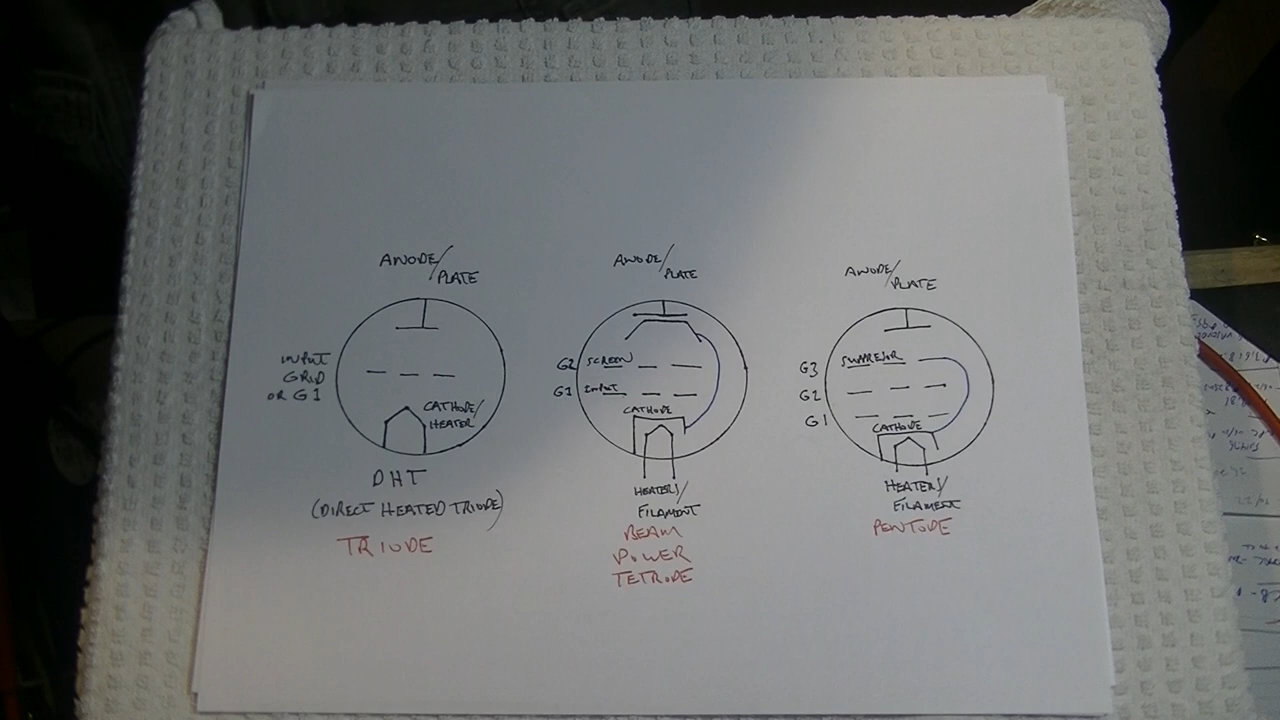 ANODE/
PLATE
INPUT
GRID
OR G1
CATHODE/
HEATER
DHT
(DIRECT HEATED TRIODE)
TRIODE
ANODE/
PLATE
G2 SCREEN
G1 INPUT
CATHODE
HEATER/
FILAMENT
BEAM
POWER
TETRODE
ANODE/
PLATE
G3 SUPRESOR
G2
G1
CATHODE
HEATER/
FILAMENT
PENTODE